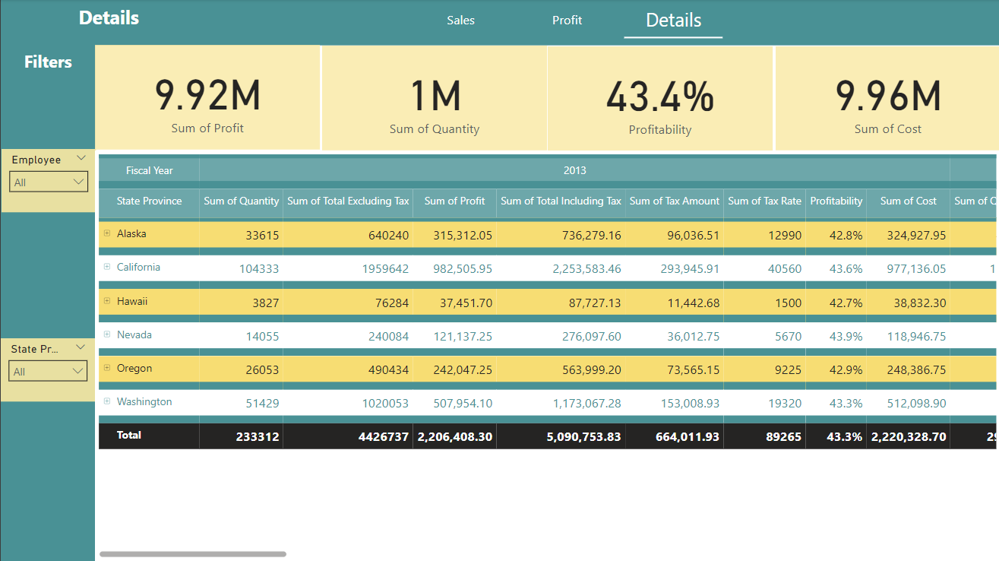 Details
Sales Profit Details
Filters
9.92M 1M 43.4% 9.96M
Sum of Profit Sum of Quantity Profitability Sum of Cost
Employee
All
State Pr...
All
Fiscal Year 2013
State Province Sum of Quantity Sum of Total Excluding Tax Sum of Profit Sum of Total Including Tax Sum of Tax Amount Sum of Tax Rate Profitability Sum of Cost Sum of Q
Alaska 33615 640240 315,312.05 736,279.16 96,036.51 12990 42.8% 324,927.95
California 104333 1959642 982,505.95 2,253,583.46 293,945.91 40560 43.6% 977,136.05 1
Hawaii 3827 76284 37,451.70 87,727.13 11,442.68 1500 42.7% 38,832.30
Nevada 14055 240084 121,137.25 276,097.60 36,012.75 5670 43.9% 118,946.75
Oregon 26053 490434 242,047.25 563,999.20 73,565.15 9225 42.9% 248,386.75
Washington 51429 1020053 507,954.10 1,173,067.28 153,008.93 19320 43.3% 512,098.90
Total 233312 4426737 2,206,408.30 5,090,753.83 664,011.93 89265 43.3% 2,220,328.70 29